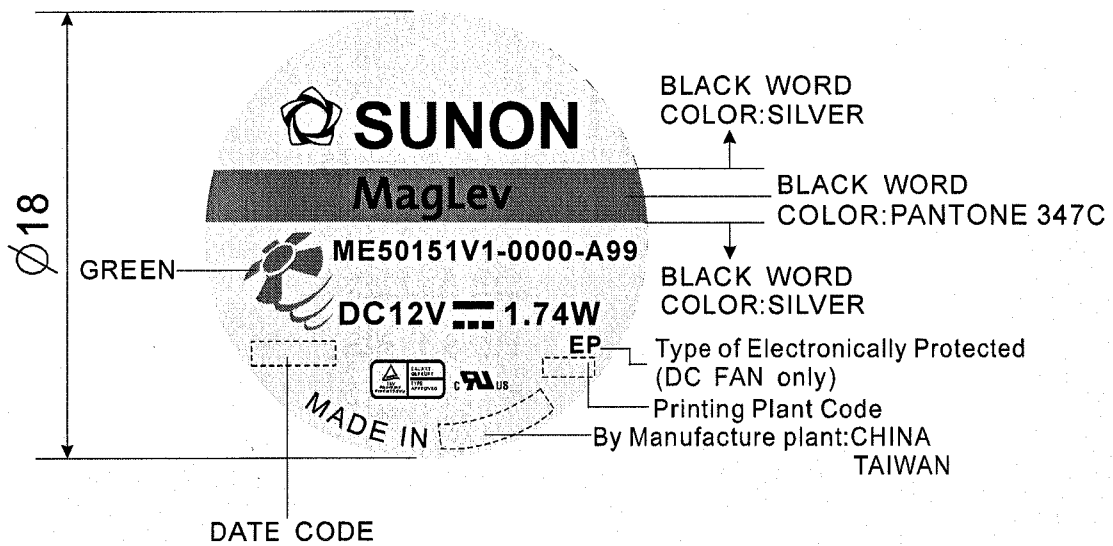 SUNON
MagLev
ME50151V1-0000-A99
DC12V 1.74W
EP
C US
MADE IN
Ø18
GREEN
DATE CODE
BLACK WORD
COLOR:SILVER
BLACK WORD
COLOR:PANTONE 347C
BLACK WORD
COLOR:SILVER
Type of Electronically Protected
(DC FAN only)
Printing Plant Code
By Manufacture plant:CHINA
TAIWAN